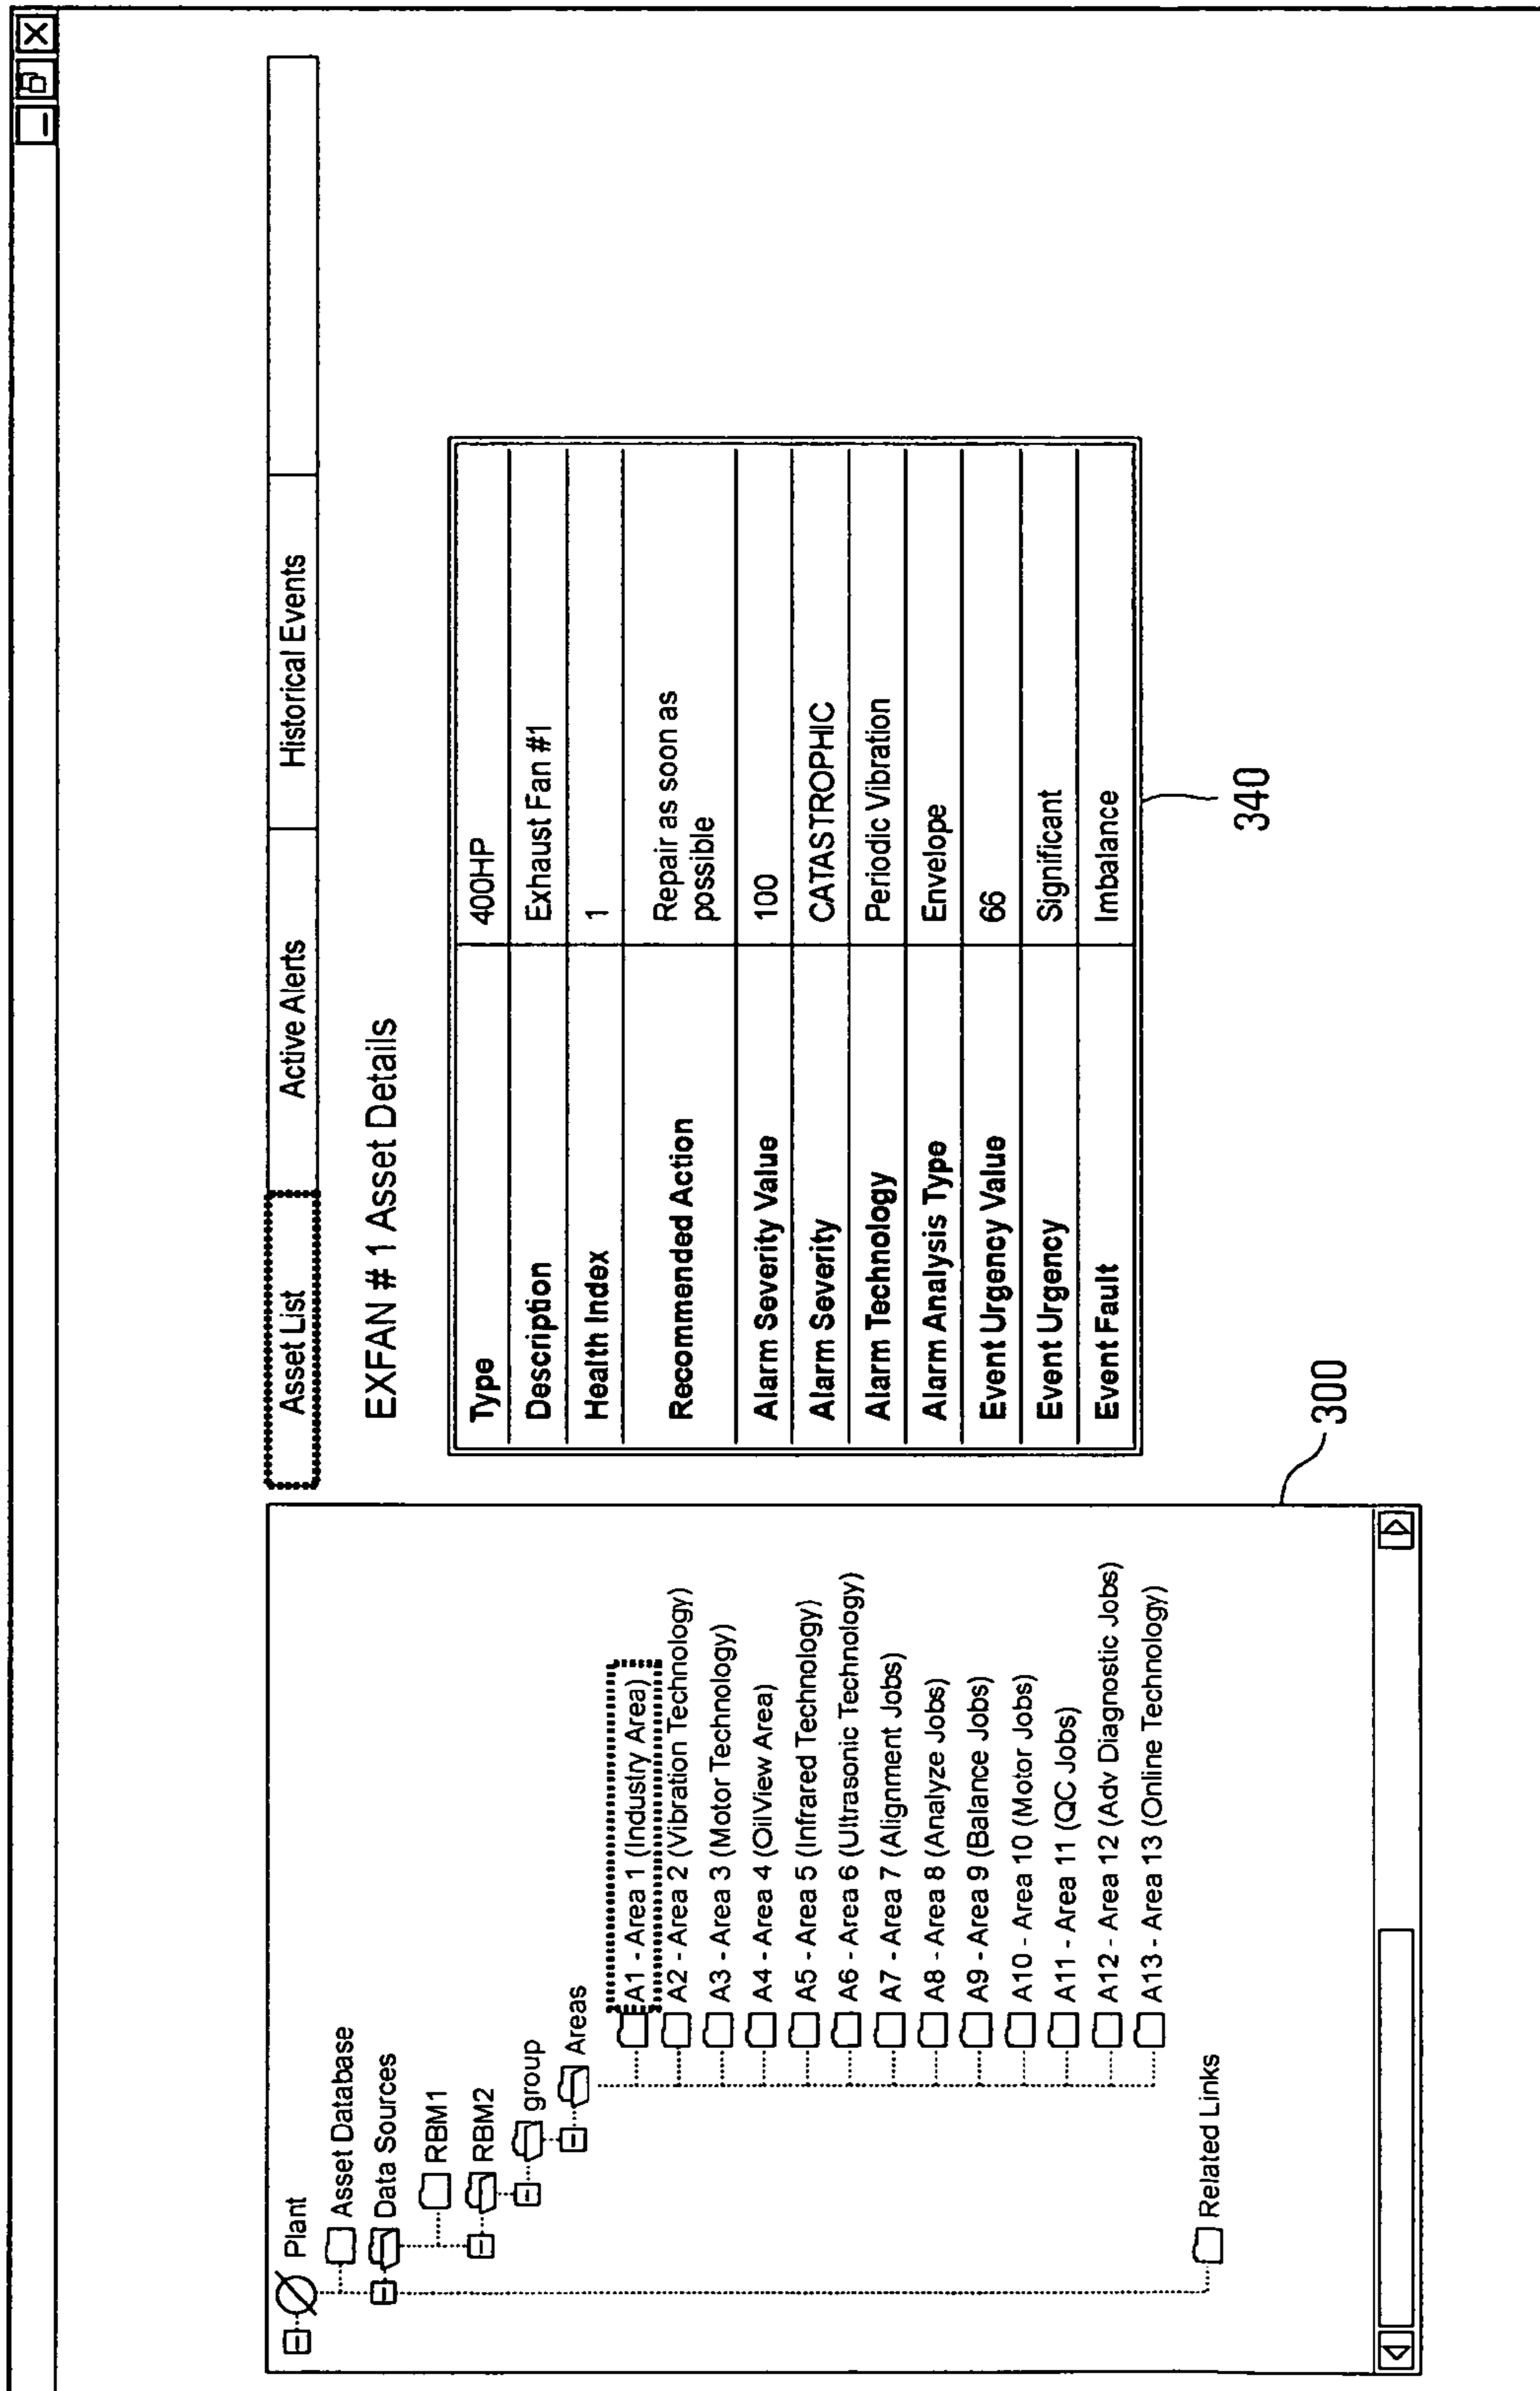 Asset List	Active Alerts	Historical Events
Plant
Asset Database
Data Sources
RBM1
RBM2
group
Areas
A1 - Area 1 (Industry Area)
A2 - Area 2 (Vibration Technology)
A3 - Area 3 (Motor Technology)
A4 - Area 4 (OilView Area)
A5 - Area 5 (Infrared Technology)
A6 - Area 6 (Ultrasonic Technology)
A7 - Area 7 (Alignment Jobs)
A8 - Area 8 (Analyze Jobs)
A9 - Area 9 (Balance Jobs)
A10 - Area 10 (Motor Jobs)
A11 - Area 11 (QC Jobs)
A12 - Area 12 (Adv Diagnostic Jobs)
A13 - Area 13 (Online Technology)
Related Links
300
EXFAN # 1 Asset Details
Type	400HP
Description	Exhaust Fan #1
Health Index	1
Recommended Action	Repair as soon as
possible
Alarm Severity Value	100
Alarm Severity	CATASTROPHIC
Alarm Technology	Periodic Vibration
Alarm Analysis Type	Envelope
Event Urgency Value	66
Event Urgency	Significant
Event Fault	Imbalance
340